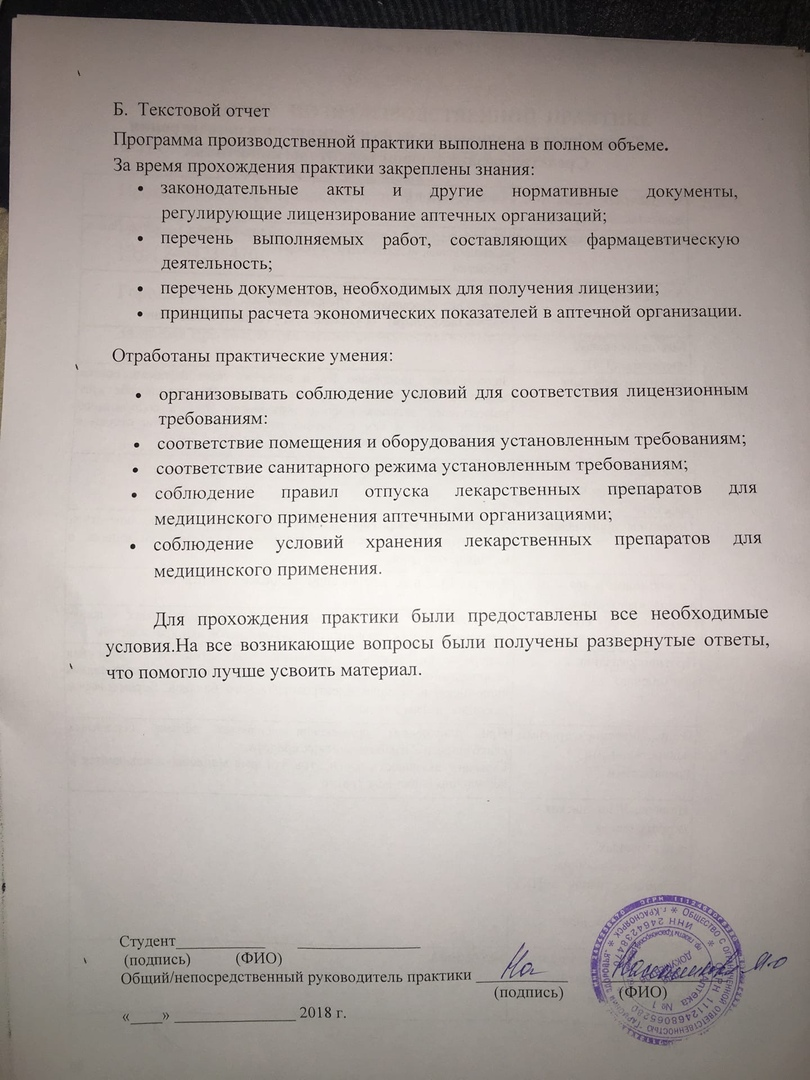 Б. Текстовой отчет
Программа производственной практики выполнена в полном объеме.
За время прохождения практики закреплены знания:
• законодательные акты и другие нормативные документы,
регулирующие лицензирование аптечных организаций;
• перечень выполняемых работ, составляющих фармацевтическую
деятельность;
• перечень документов, необходимых для получения лицензии;
• принципы расчета экономических показателей в аптечной организации.
Отработаны практические умения:
• организовывать соблюдение условий для соответствия лицензионным
требованиям:
• соответствие помещения и оборудования установленным требованиям;
• соответствие санитарного режима установленным требованиям;
• соблюдение правил отпуска лекарственных препаратов для
медицинского применения аптечными организациями;
• соблюдение условий хранения лекарственных препаратов для
медицинского применения.
Для прохождения практики были предоставлены все необходимые
условия.На все возникающие вопросы были получены развернутые ответы,
что помогло лучше усвоить материал.
Студент___________ _______________
(подпись) (ФИО)
Общий/непосредственный руководитель практики ___________
(подпись) (ФИО)
«____» _______________ 2018 г.